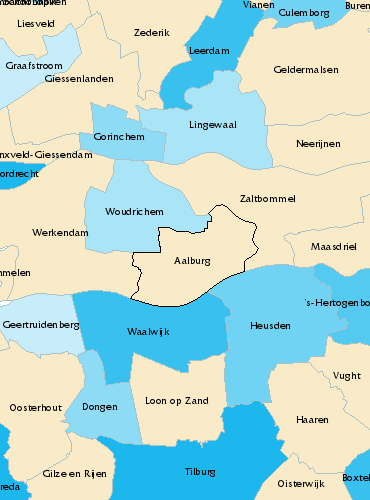 Vianen
Buren
Culemborg
Liesveld
Zederik
Leerdam
Graafstroom
Geldermalsen
Giessenlanden
Lingewaal
Gorinchem
Neerijnen
nxveld-Giessendam
ordrecht
Zaltbommel
Woudrichem
Werkendam
Maasdriel
Aalburg
mmelen
's-Hertogenbo
Geertruidenberg
Waalwijk
Heusden
Vught
Loon op Zand
Oosterhout
Dongen
Haaren
Tilburg
Gilze en Rijen
Boxtel
Oisterwijk
reda